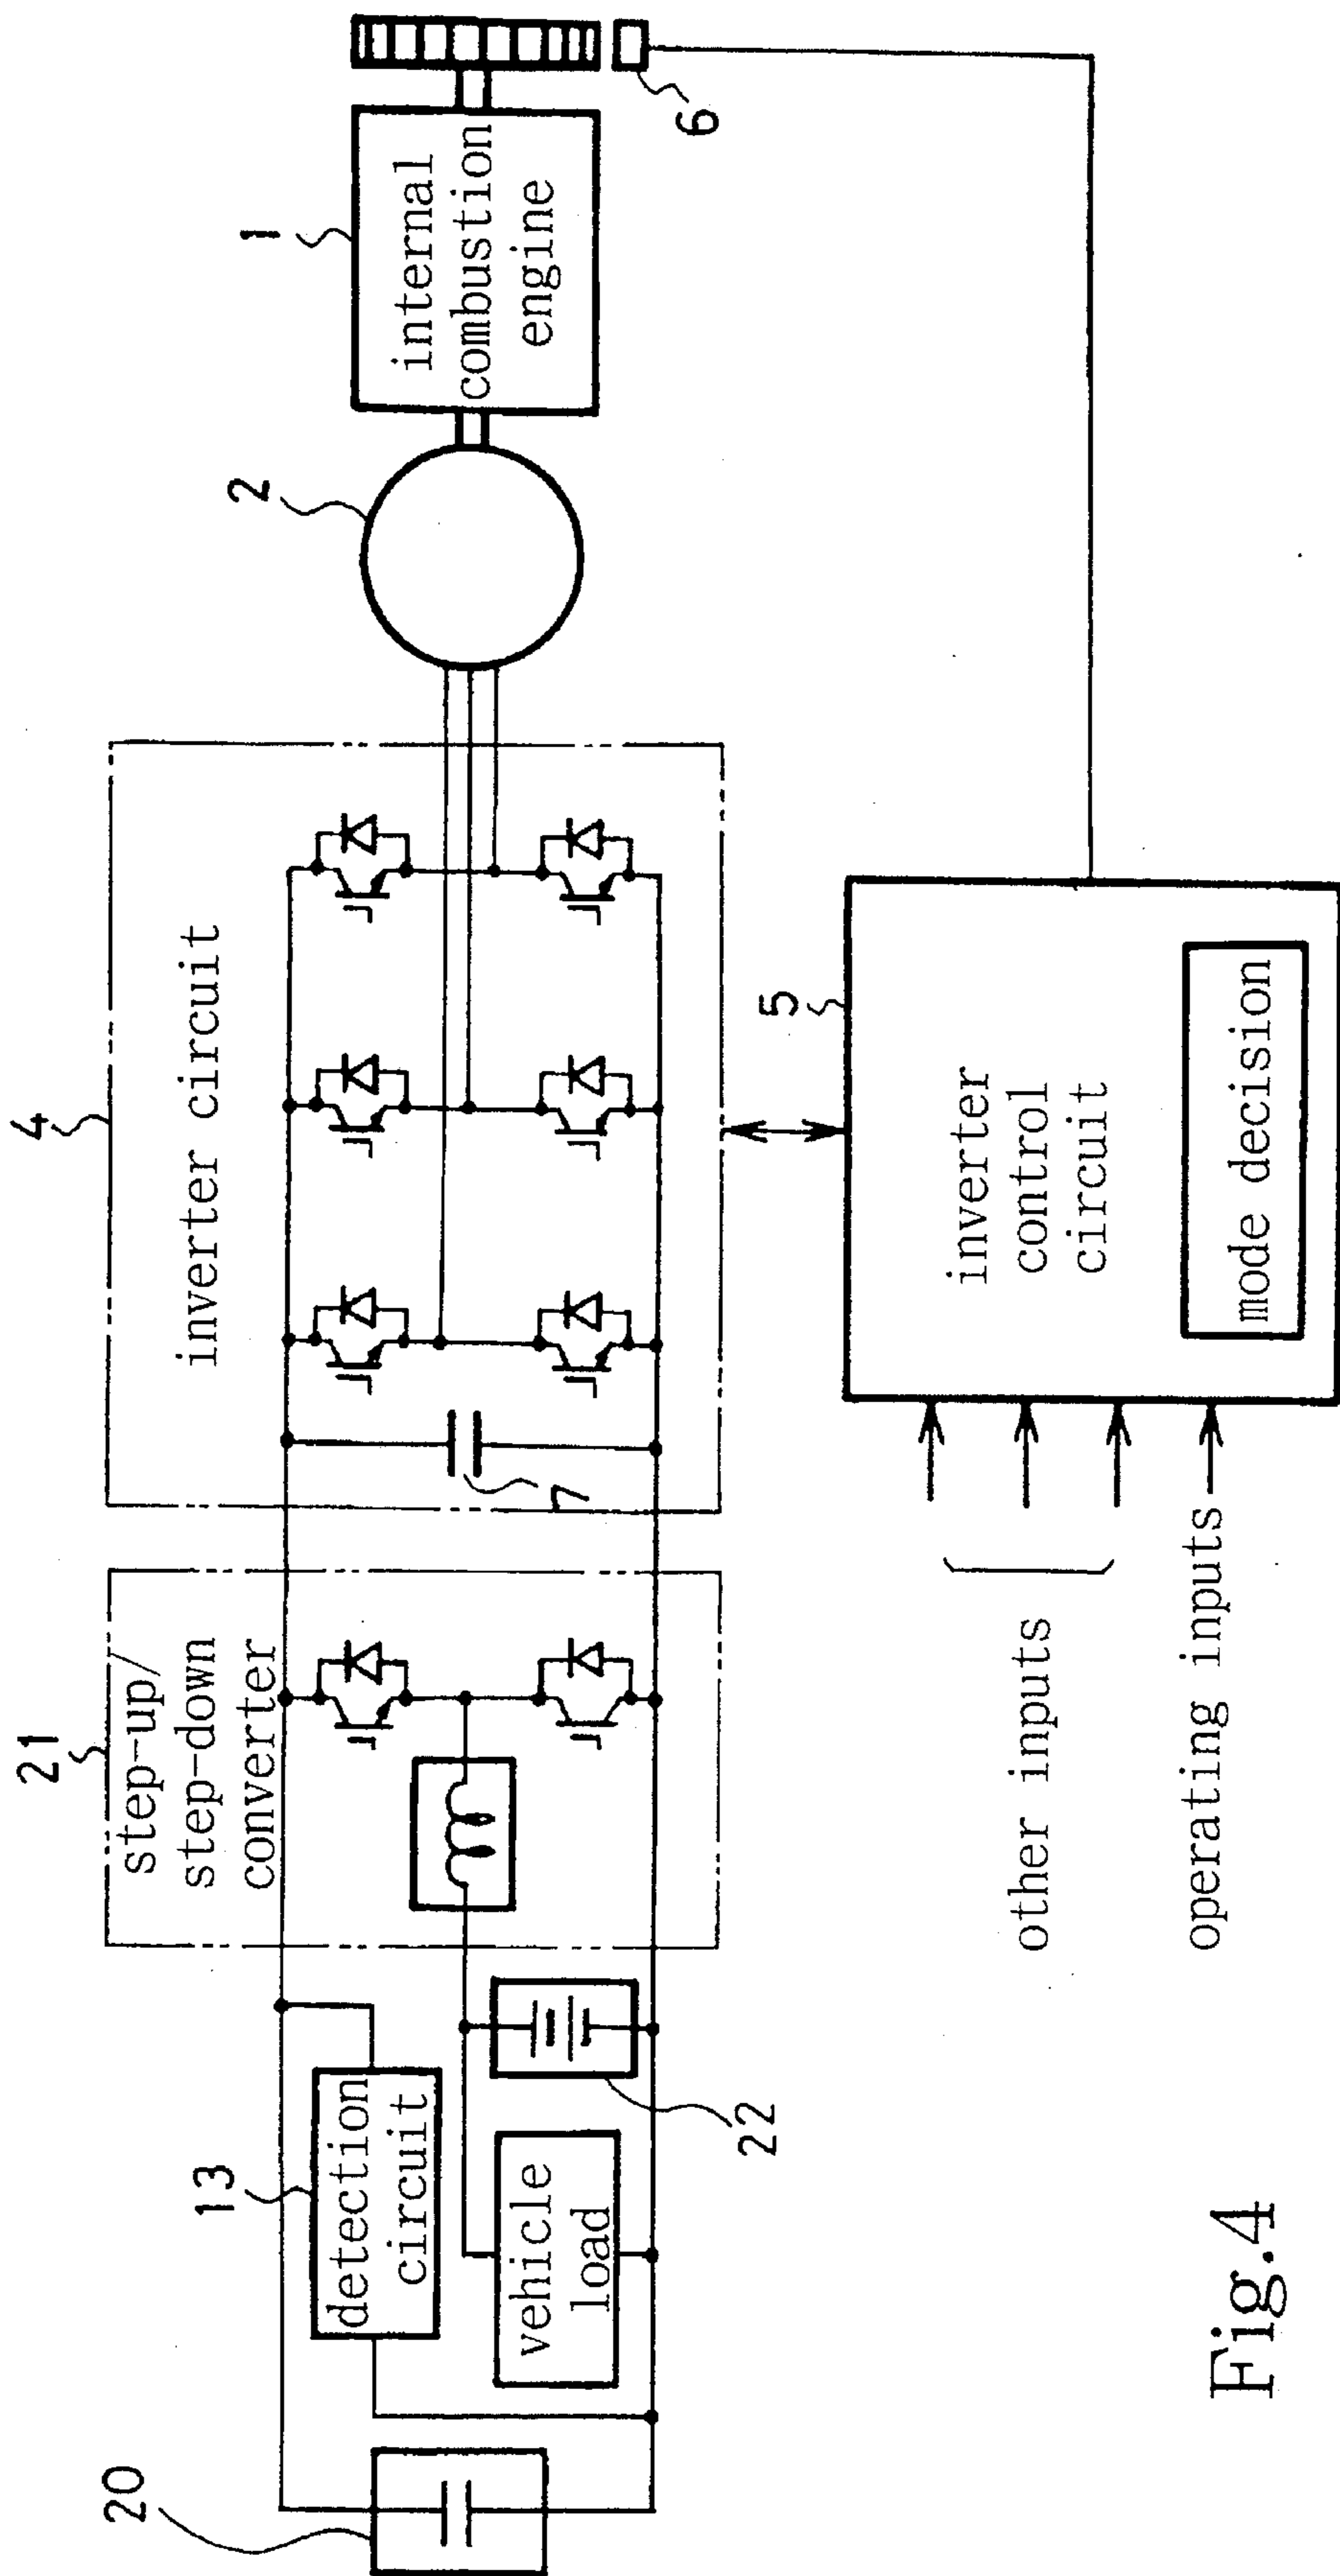 20
13
detection
circuit
vehicle
load
22
21
step-up/
step-down
converter
4
inverter circuit
7
2
1
internal
combustion
engine
6
5
inverter
control
circuit
mode decision
other inputs
operating inputs
Fig.4